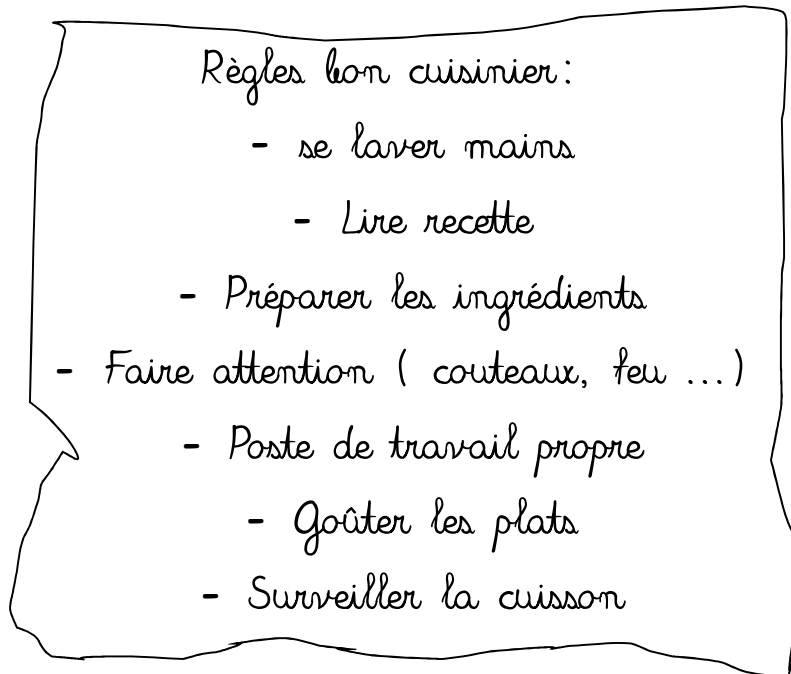 Règles bon cuisinier:
- se laver mains
- Lire recette
- Préparer les ingrédients
- Faire attention ( couteaux, feu ...)
- Poste de travail propre
- Goûter les plats
- Surveiller la cuisson